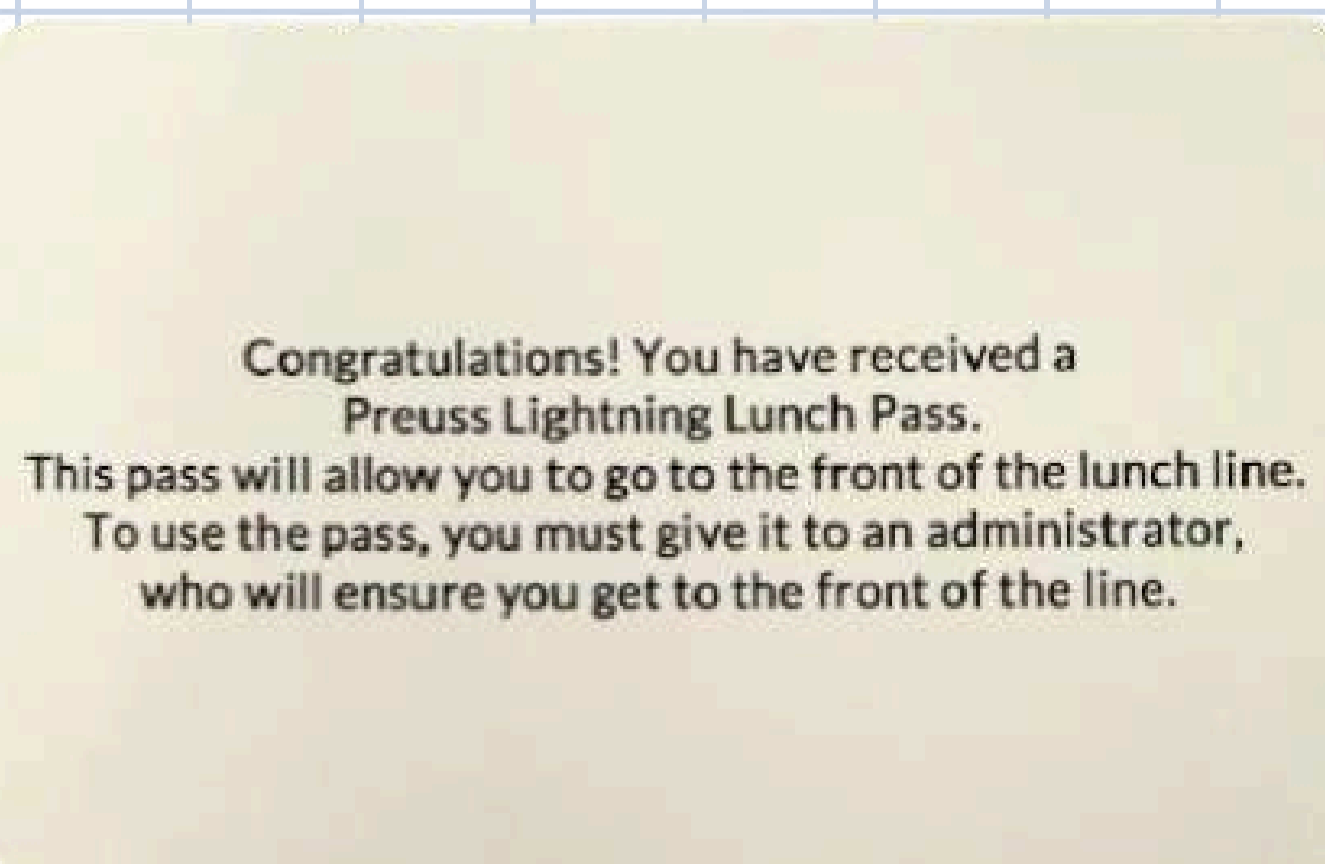 Congratulations! You have received a
Preuss Lightning Lunch Pass.
This pass will allow you to go to the front of the lunch line.
To use the pass, you must give it to an administrator,
who will ensure you get to the front of the line.